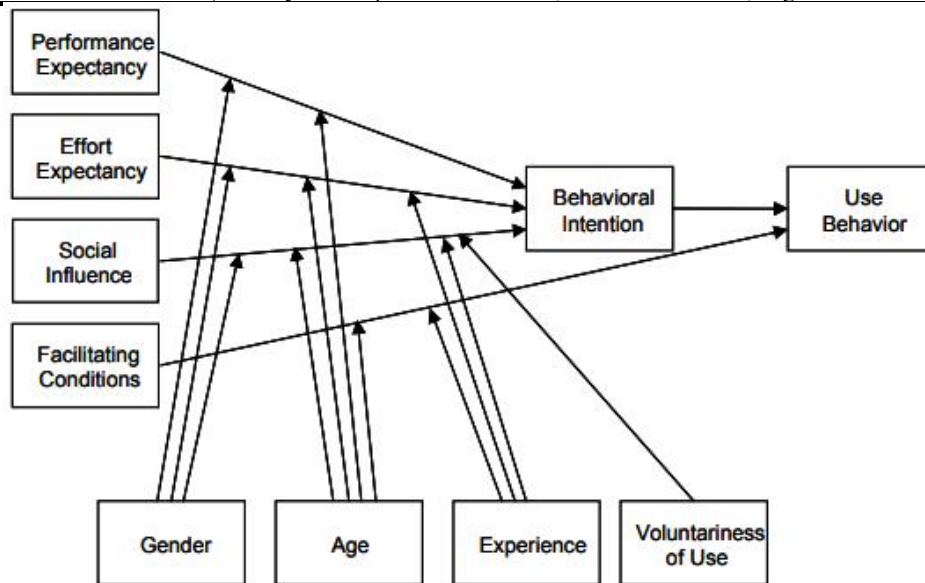 Performance
Expectancy
Effort
Expectancy
Social
Influence
Facilitating
Conditions
Behavioral
Intention
Use
Behavior
Gender
Age
Experience
Voluntariness
of Use